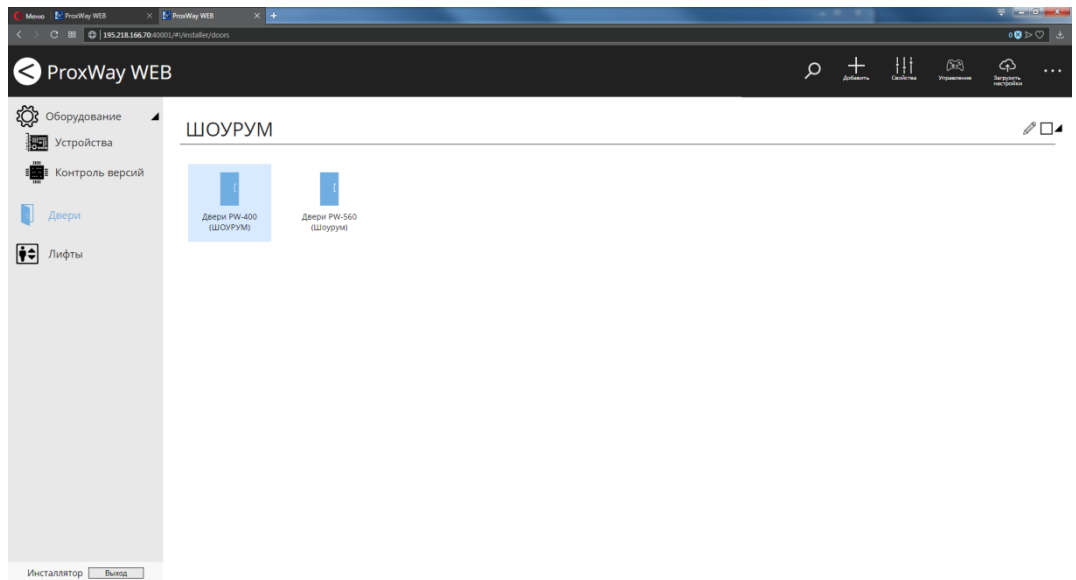 Меню
ProxWay WEB
ProxWay WEB
195.218.166.70:40001/#!/installer/doors
0
ProxWay WEB
Добавить
Свойства
Управление
Загрузить
настройки
Оборудование
Устройства
Контроль версий
Двери
Лифты
ШОУРУМ
Двери PW-400
(ШОУРУМ)
Двери PW-560
(Шоурум)
Инсталлятор
Выход